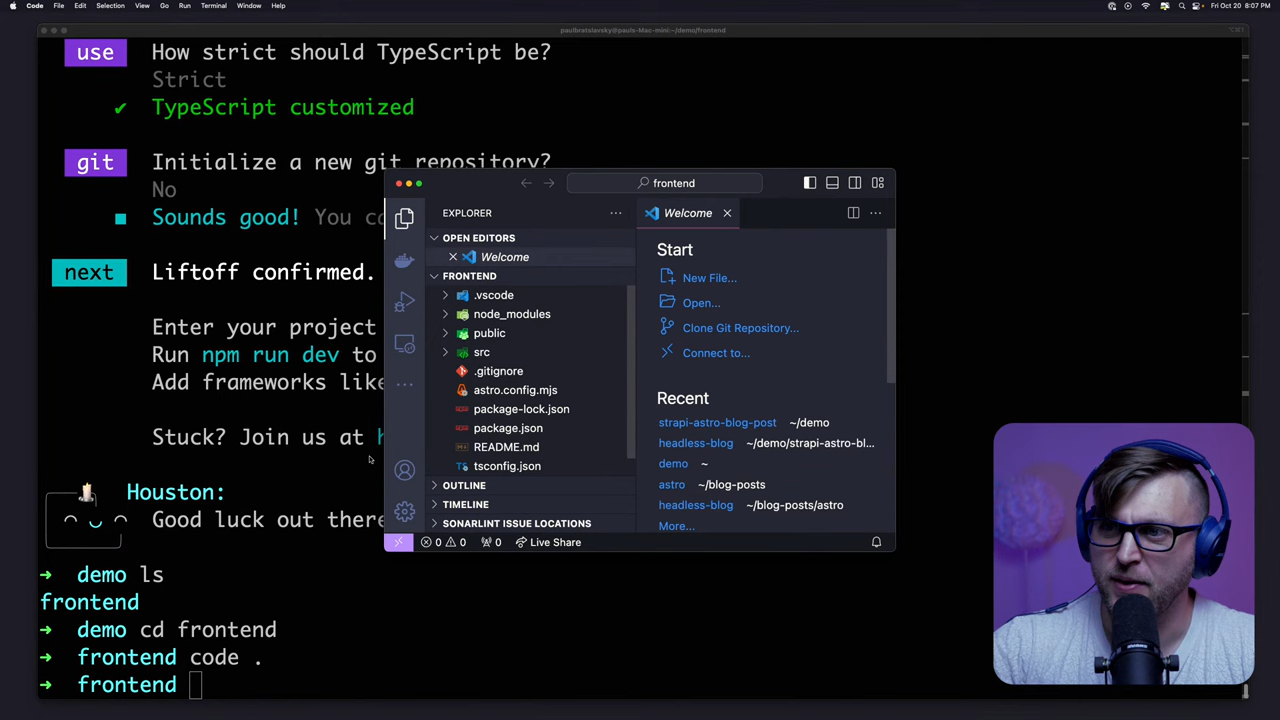 Code File Edit Selection View Go Run Terminal Window Help
Fri Oct 20 8:07 PM
paulbratslavsky@pauls-Mac-mini:~/demo/frontend
use How strict should TypeScript be?
Strict
✔ TypeScript customized
git Initialize a new git repository?
No
Sounds good! You c
next Liftoff confirmed.
Enter your project
Run npm run dev to
Add frameworks like
Stuck? Join us at h
Houston:
Good luck out there
➜ demo ls
frontend
➜ demo cd frontend
➜ frontend code .
➜ frontend
frontend
EXPLORER
OPEN EDITORS
Welcome
FRONTEND
.vscode
node_modules
public
src
.gitignore
astro.config.mjs
package-lock.json
package.json
README.md
tsconfig.json
OUTLINE
TIMELINE
SONARLINT ISSUE LOCATIONS
Welcome
Start
New File...
Open...
Clone Git Repository...
Connect to...
Recent
strapi-astro-blog-post ~/demo
headless-blog ~/demo/strapi-astro-bl...
demo ~
astro ~/blog-posts
headless-blog ~/blog-posts/astro
More...
0 0 0 Live Share